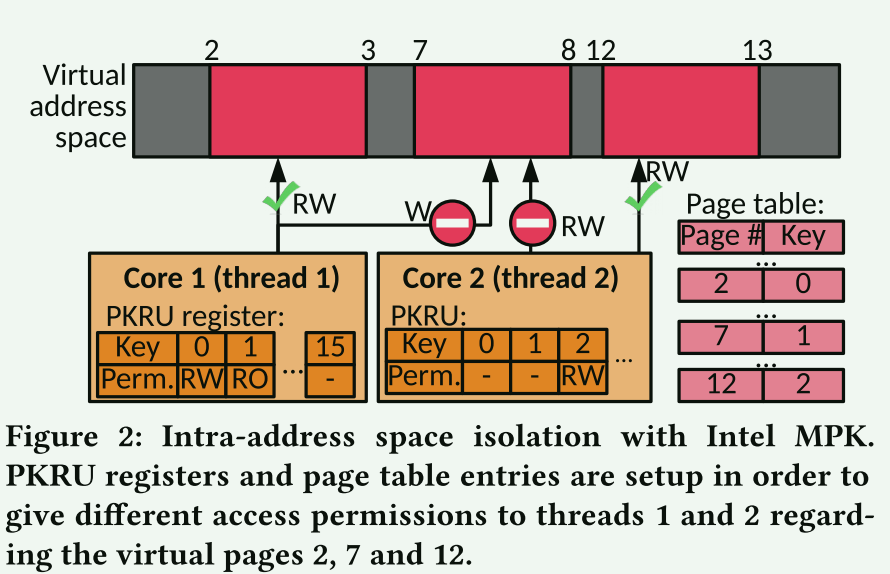 2 3 7 8 12 13
Virtual
address
space
RW W RW RW
Page table:
Page # Key
...
2 0
...
7 1
...
12 2
Core 1 (thread 1)
PKRU register:
Key 0 1 ... 15
Perm. RW RO -
Core 2 (thread 2)
PKRU:
Key 0 1 2 ...
Perm. - - RW
Figure 2: Intra-address space isolation with Intel MPK.
PKRU registers and page table entries are setup in order to
give different access permissions to threads 1 and 2 regard-
ing the virtual pages 2, 7 and 12.